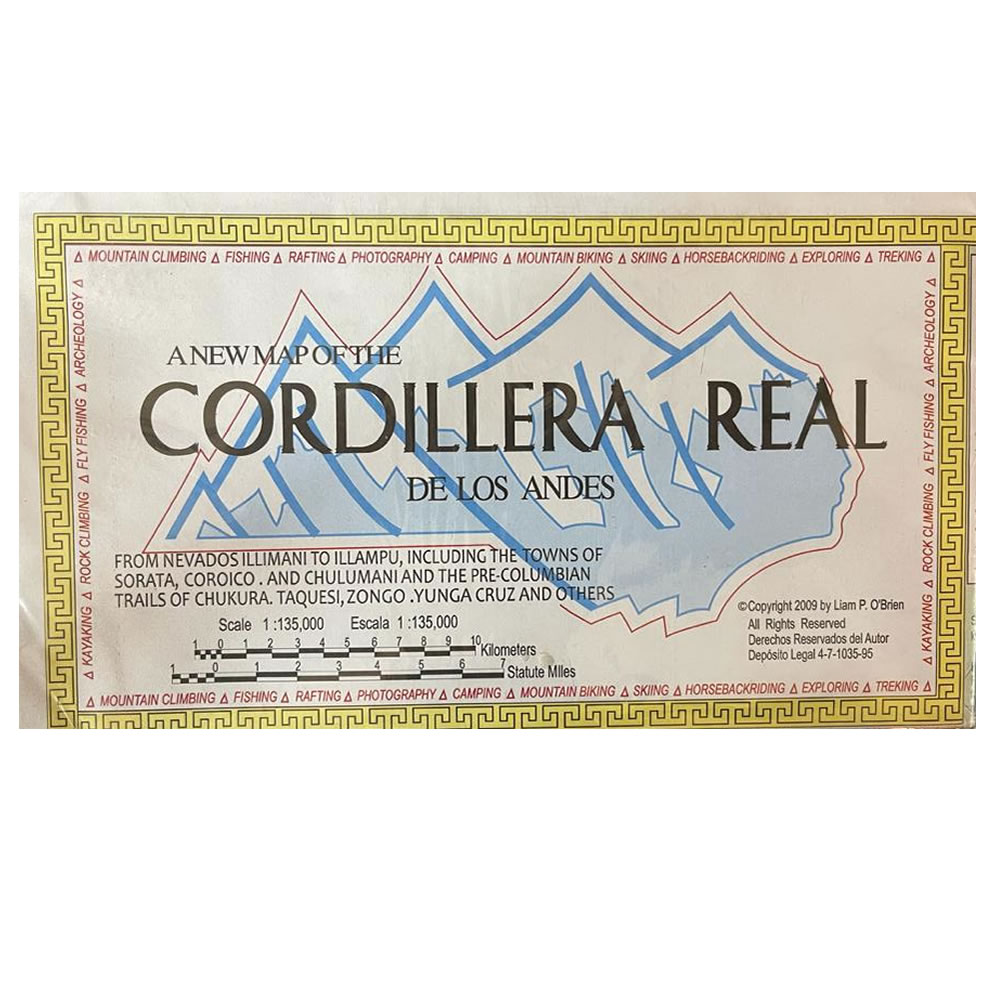 Δ MOUNTAIN CLIMBING Δ FISHING Δ RAFTING Δ PHOTOGRAPHY Δ CAMPING Δ MOUNTAIN BIKING Δ SKIING Δ HORSEBACKRIDING Δ EXPLORING Δ TREKING Δ
Δ KAYAKING Δ ROCK CLIMBING Δ FLY FISHING Δ ARCHEOLOGY Δ
A NEW MAP OF THE
CORDILLERA REAL
DE LOS ANDES
FROM NEVADOS ILLIMANI TO ILLAMPU, INCLUDING THE TOWNS OF
SORATA, COROICO . AND CHULUMANI AND THE PRE-COLUMBIAN
TRAILS OF CHUKURA. TAQUESI, ZONGO .YUNGA CRUZ AND OTHERS
Scale 1 :135,000 Escala 1 :135,000
1 0 1 2 3 4 5 6 7 8 9 10 Kilometers
1 0 1 2 3 4 5 6 7 Statute MIles
©Copyright 2009 by Liam P. O'Brien
All Rights Reserved
Derechos Reservados del Autor
Depósito Legal 4-7-1035-95
Δ KAYAKING Δ ROCK CLIMBING Δ FLY FISHING Δ ARCHEOLOGY Δ
Δ MOUNTAIN CLIMBING Δ FISHING Δ RAFTING Δ PHOTOGRAPHY Δ CAMPING Δ MOUNTAIN BIKING Δ SKIING Δ HORSEBACKRIDING Δ EXPLORING Δ TREKING Δ